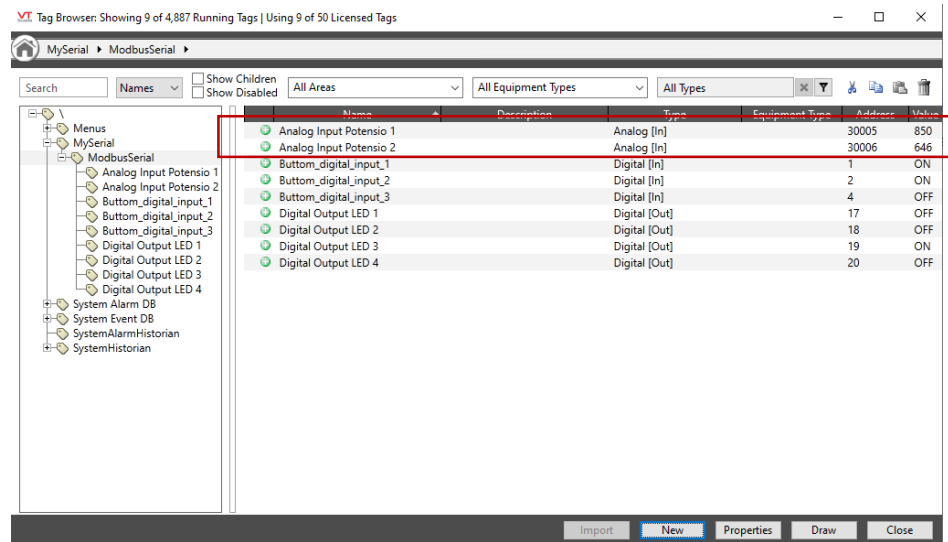 VT Tag Browser: Showing 9 of 4,887 Running Tags | Using 9 of 50 Licensed Tags
MySerial ModbusSerial
Search Names Show Children All Areas All Equipment Types All Types
Show Disabled
\
Menus
MySerial
ModbusSerial
Analog Input Potensio 1
Analog Input Potensio 2
Buttom_digital_input_1
Buttom_digital_input_2
Buttom_digital_input_3
Digital Output LED 1
Digital Output LED 2
Digital Output LED 3
Digital Output LED 4
System Alarm DB
System Event DB
SystemAlarmHistorian
SystemHistorian
Name Description Type Equipment Type Address Value
Analog Input Potensio 1 Analog [In] 30005 850
Analog Input Potensio 2 Analog [In] 30006 646
Buttom_digital_input_1 Digital [In] 1 ON
Buttom_digital_input_2 Digital [In] 2 ON
Buttom_digital_input_3 Digital [In] 4 OFF
Digital Output LED 1 Digital [Out] 17 OFF
Digital Output LED 2 Digital [Out] 18 OFF
Digital Output LED 3 Digital [Out] 19 ON
Digital Output LED 4 Digital [Out] 20 OFF
Import New Properties Draw Close